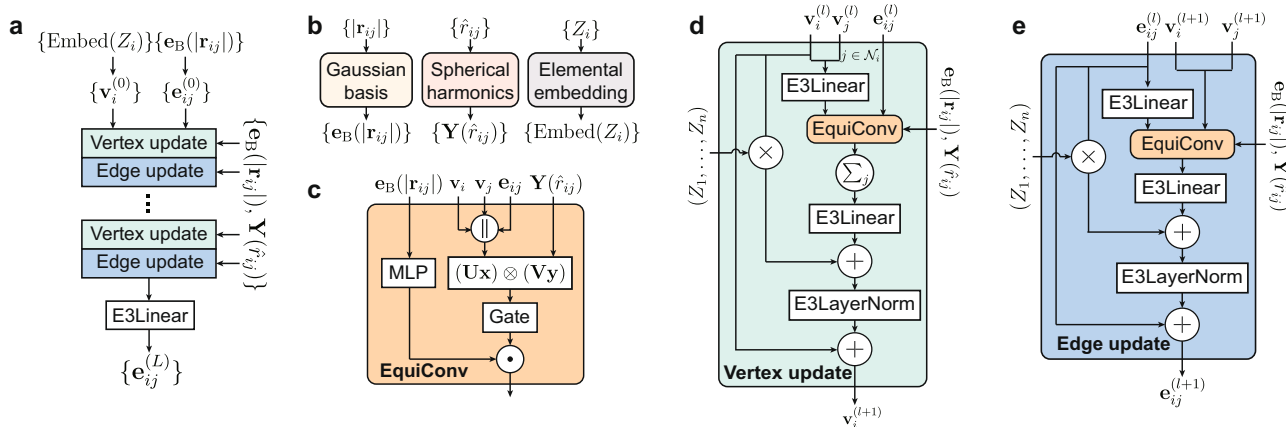 a
{Embed(Z_i)}{e_B(|r_ij|)}
{v_i^(0)} {e_ij^(0)}
Vertex update
Edge update
⋮
Vertex update
Edge update
{e_B(|r_ij|), Y(r̂_ij)}
E3Linear
{e_ij^(L)}
b
{|r_ij|} {r̂_ij} {Z_i}
Gaussian basis
Spherical harmonics
Elemental embedding
{e_B(|r_ij|)} {Y(r̂_ij)} {Embed(Z_i)}
c
e_B(|r_ij|) v_i v_j e_ij Y(r̂_ij)
||
MLP
(Ux) ⊗ (Vy)
Gate
·
EquiConv
d
v_i^(l) v_j^(l) e_ij^(l)
j ∈ N_i
E3Linear
EquiConv
e_B(|r_ij|), Y(r̂_ij)
(Z_1, . . . , Z_n)
×
∑_j
E3Linear
+
E3LayerNorm
+
Vertex update
v_i^(l+1)
e
e_ij^(l) v_i^(l+1) v_j^(l+1)
E3Linear
EquiConv
e_B(|r_ij|), Y(r̂_ij)
(Z_1, . . . , Z_n)
×
E3Linear
+
E3LayerNorm
+
Edge update
e_ij^(l+1)